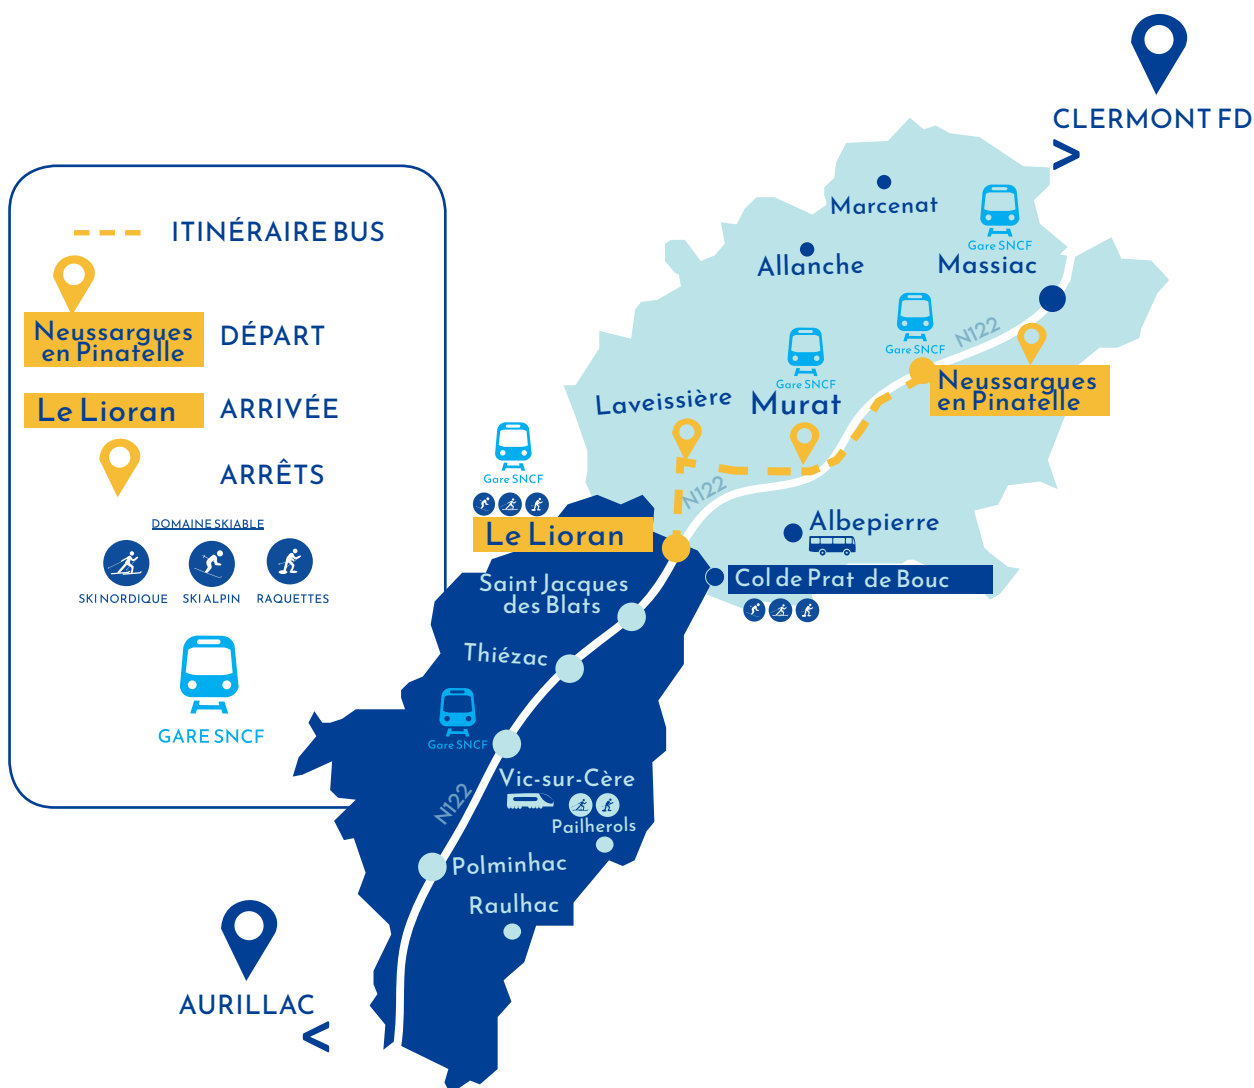 CLERMONT FD
>
ITINÉRAIRE BUS
Neussargues
en Pinatelle
DÉPART
Le Lioran
ARRIVÉE
ARRÊTS
DOMAINE SKIABLE
SKI NORDIQUE
SKI ALPIN
RAQUETTES
GARE SNCF
Marcenat
Gare SNCF
Massiac
Allanche
N122
Gare SNCF
Neussargues
en Pinatelle
Gare SNCF
Murat
Laveissière
N122
Gare SNCF
Le Lioran
Albepierre
Col de Prat de Bouc
Saint Jacques
des Blats
Thiézac
Gare SNCF
Vic-sur-Cère
N122
Pailherols
Polminhac
Raulhac
AURILLAC
<